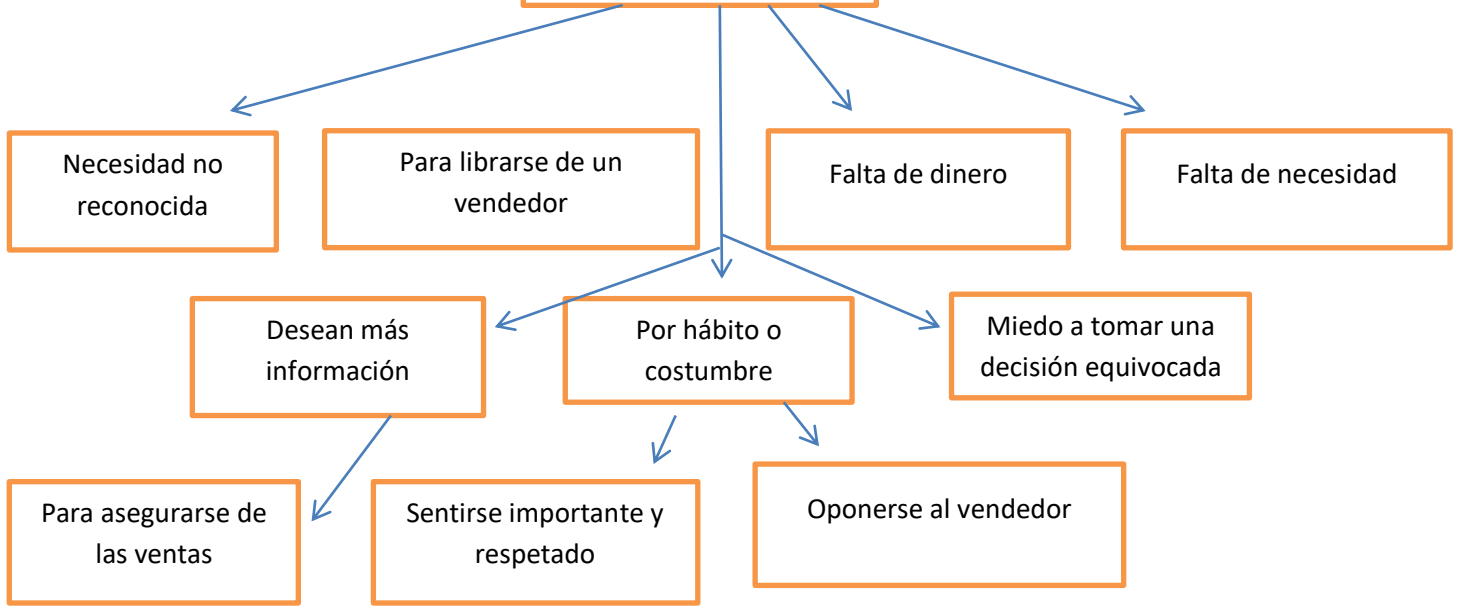 Necesidad no
reconocida
Para librarse de un
vendedor
Falta de dinero
Falta de necesidad
Desean más
información
Por hábito o
costumbre
Miedo a tomar una
decisión equivocada
Para asegurarse de
las ventas
Sentirse importante y
respetado
Oponerse al vendedor